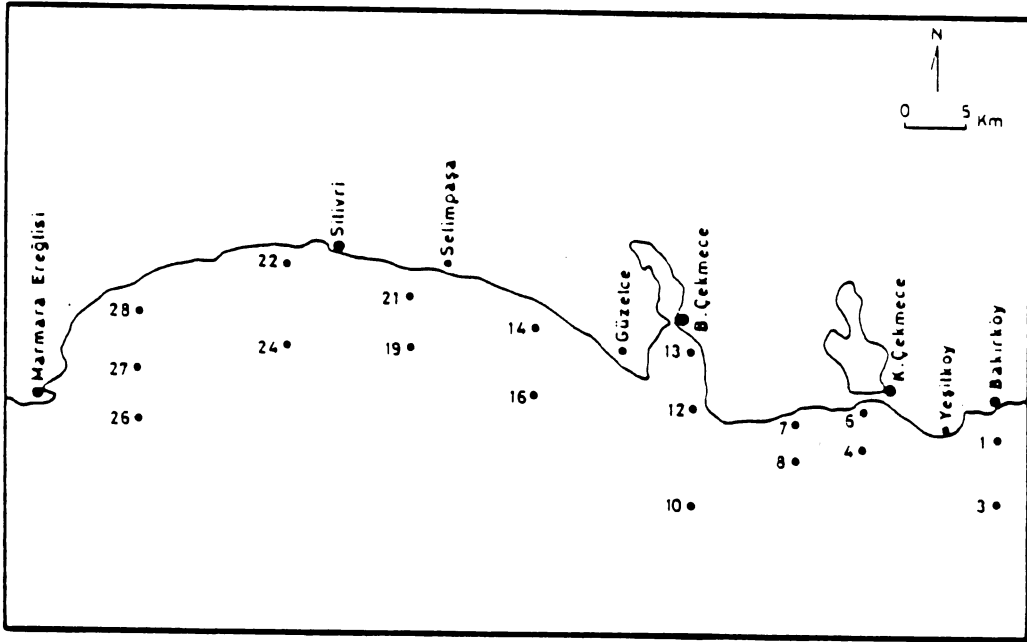 N
0 5 Km
Marmara Ereğlisi
Silivri
Selimpaşa
Güzelce
B. Çekmece
K. Çekmece
Yeşilköy
Bakırköy
22
28
21
14
24
19
13
27
16
26
12
7
6
1
8
4
10
3